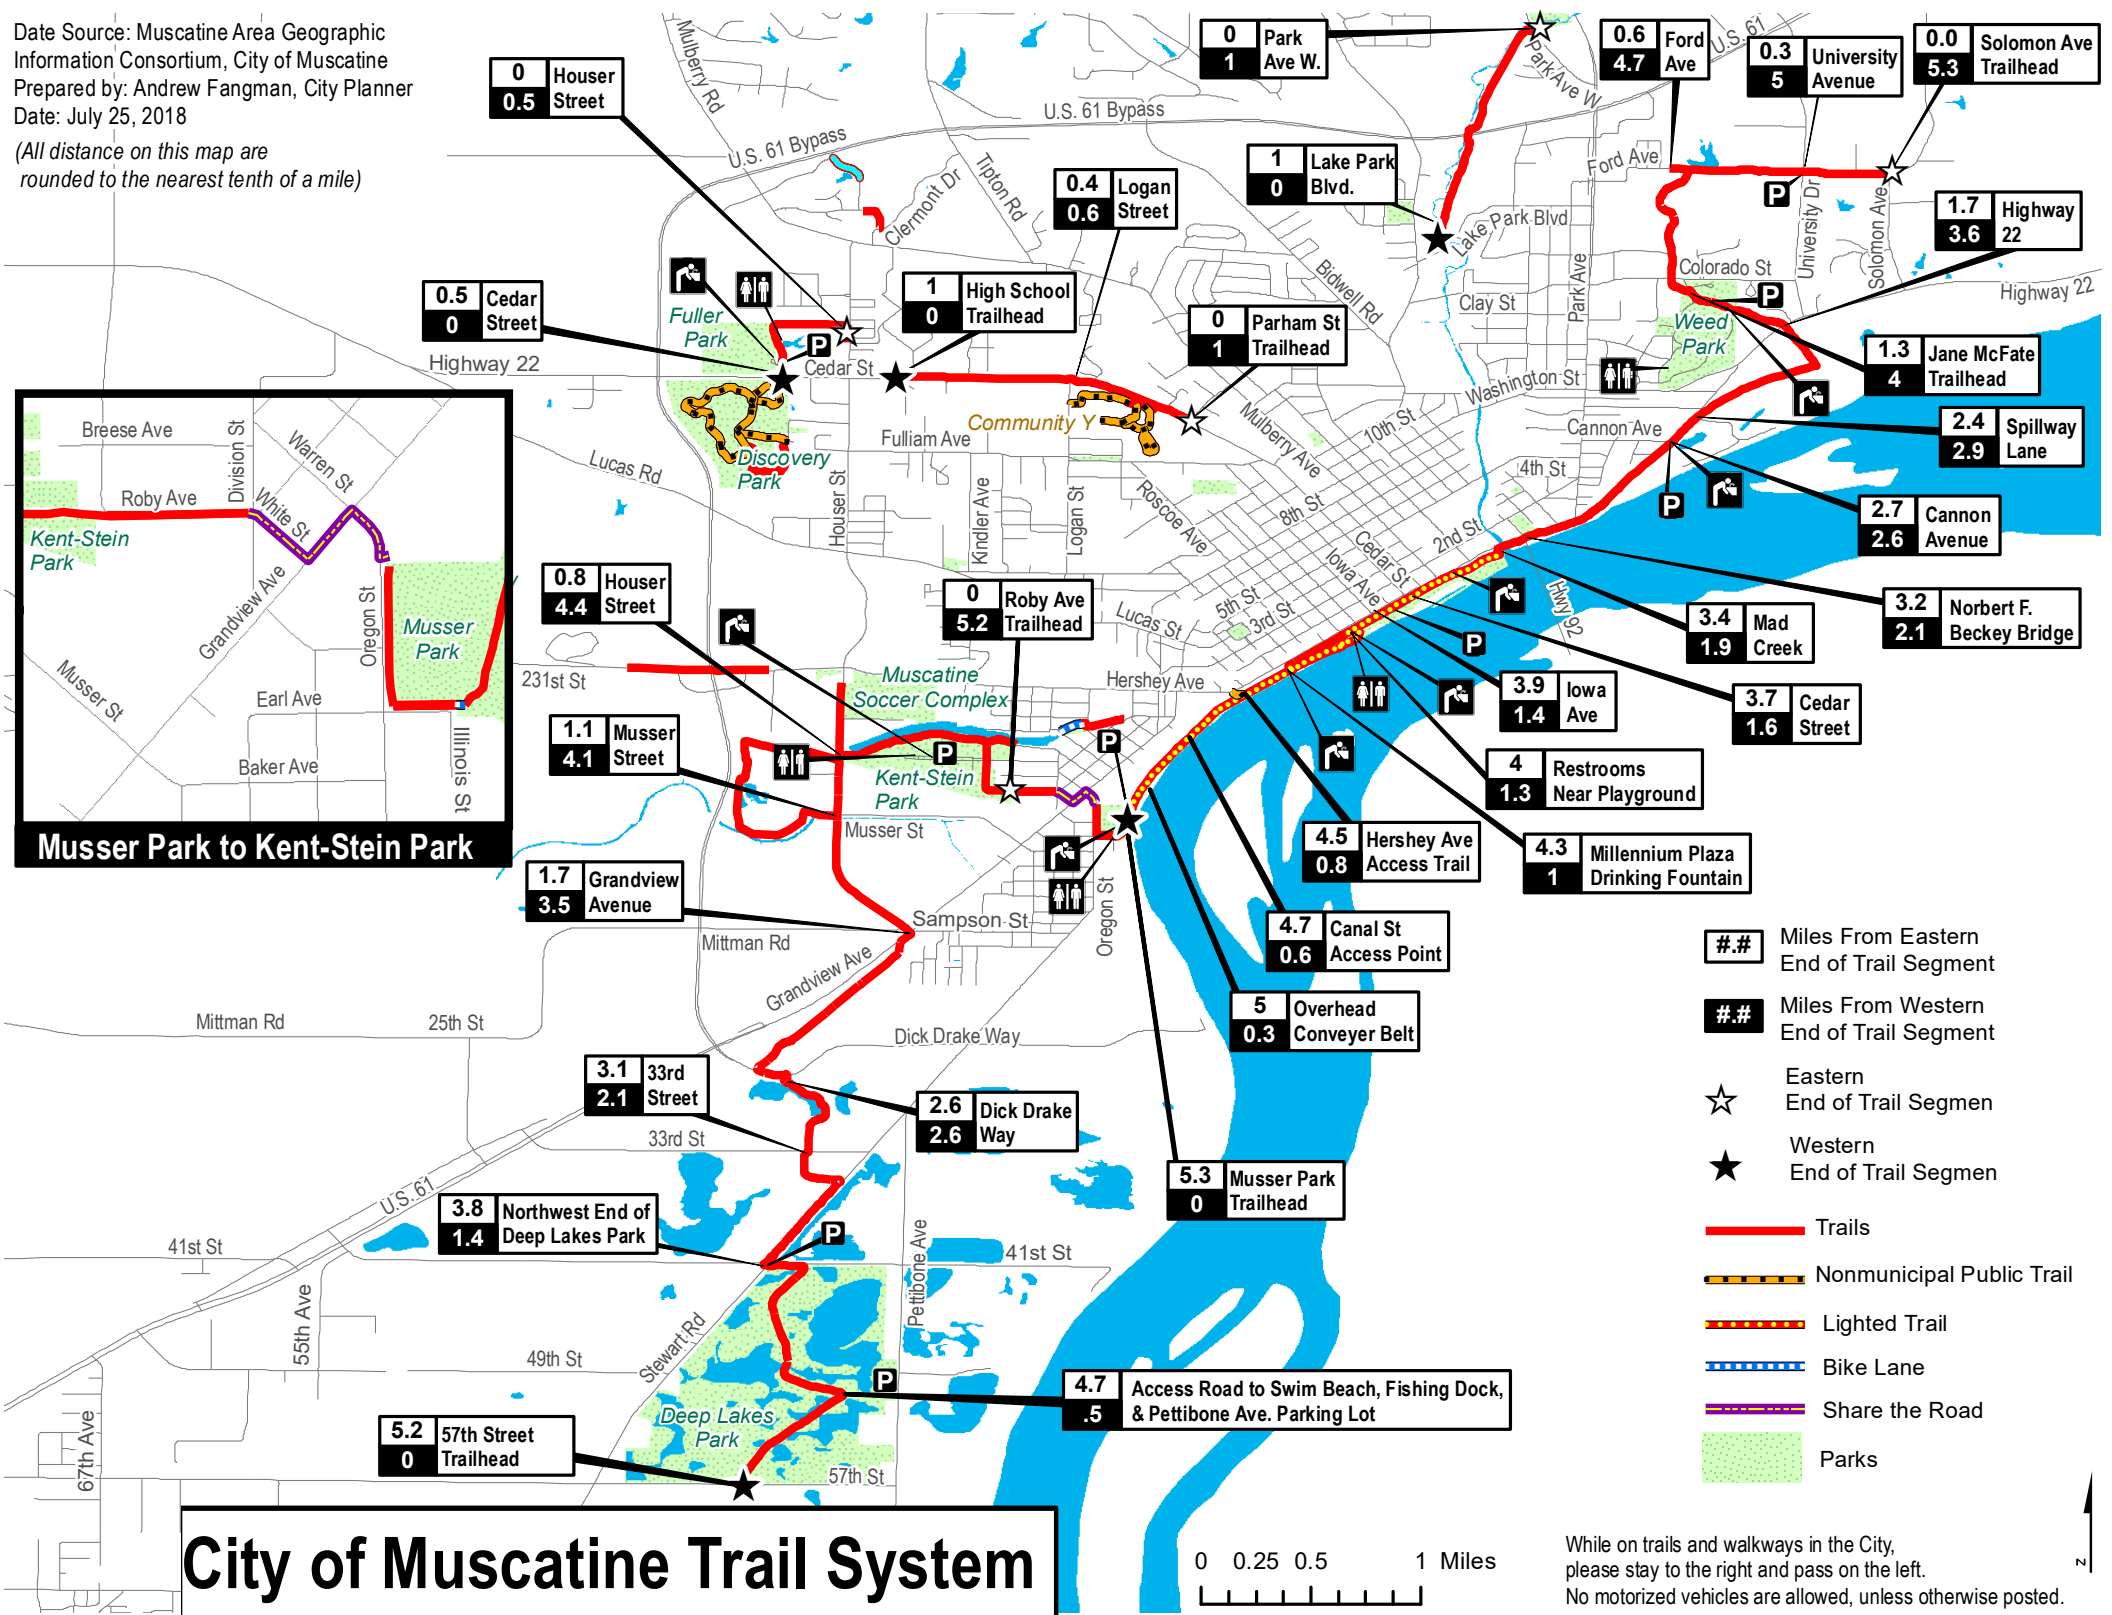 Date Source: Muscatine Area Geographic
Information Consortium, City of Muscatine
Prepared by: Andrew Fangman, City Planner
Date: July 25, 2018
(All distance on this map are
rounded to the nearest tenth of a mile)
0
0.5
Houser
Street
0
1
Park
Ave W.
0.6
4.7
Ford
Ave
0.3
5
University
Avenue
0.0
5.3
Solomon Ave
Trailhead
1
0
Lake Park
Blvd.
0.4
0.6
Logan
Street
1.7
3.6
Highway
22
0.5
0
Cedar
Street
1
0
High School
Trailhead
0
1
Parham St
Trailhead
1.3
4
Jane McFate
Trailhead
2.4
2.9
Spillway
Lane
2.7
2.6
Cannon
Avenue
3.2
2.1
Norbert F.
Beckey Bridge
3.4
1.9
Mad
Creek
3.7
1.6
Cedar
Street
3.9
1.4
Iowa
Ave
4
1.3
Restrooms
Near Playground
4.3
1
Millennium Plaza
Drinking Fountain
4.5
0.8
Hershey Ave
Access Trail
4.7
0.6
Canal St
Access Point
5
0.3
Overhead
Conveyer Belt
5.3
0
Musser Park
Trailhead
0.8
4.4
Houser
Street
0
5.2
Roby Ave
Trailhead
1.1
4.1
Musser
Street
1.7
3.5
Grandview
Avenue
3.1
2.1
33rd
Street
2.6
2.6
Dick Drake
Way
3.8
1.4
Northwest End of
Deep Lakes Park
4.7
.5
Access Road to Swim Beach, Fishing Dock,
& Pettibone Ave. Parking Lot
5.2
0
57th Street
Trailhead
Mulberry Rd
U.S. 61 Bypass
U.S. 61 Bypass
U.S. 61
Park Ave W
Ford Ave
Tipton Rd
Clermont Dr
Lake Park Blvd
University Dr
Solomon Ave
Colorado St
Highway 22
Bidwell Rd
Clay St
Park Ave
Weed
Park
Fuller
Park
Highway 22
Cedar St
Washington St
Community Y
Mulberry Ave
10th St
Cannon Ave
Fulliam Ave
Discovery
Park
Lucas Rd
Houser St
Kindler Ave
Logan St
Roscoe Ave
8th St
4th St
2nd St
Cedar St
Iowa Ave
5th St
3rd St
Hwy 92
Lucas St
Hershey Ave
231st St
Muscatine
Soccer Complex
Kent-Stein
Park
Musser St
Sampson St
Oregon St
Mittman Rd
Grandview Ave
Mittman Rd
25th St
Dick Drake Way
33rd St
U.S. 61
41st St
41st St
Pettibone Ave
55th Ave
49th St
Stewart Rd
Deep Lakes
Park
67th Ave
57th St
P
P
P
P
P
P
P
P
P
P
Breese Ave
Division St
Warren St
Roby Ave
White St
Kent-Stein
Park
Grandview Ave
Oregon St
Musser
Park
Musser St
Earl Ave
Baker Ave
Illinois St
Musser Park to Kent-Stein Park
#.#
Miles From Eastern
End of Trail Segment
#.#
Miles From Western
End of Trail Segment
Eastern
End of Trail Segmen
Western
End of Trail Segmen
Trails
Nonmunicipal Public Trail
Lighted Trail
Bike Lane
Share the Road
Parks
City of Muscatine Trail System
0 0.25 0.5 1 Miles
While on trails and walkways in the City,
please stay to the right and pass on the left.
No motorized vehicles are allowed, unless otherwise posted.
z